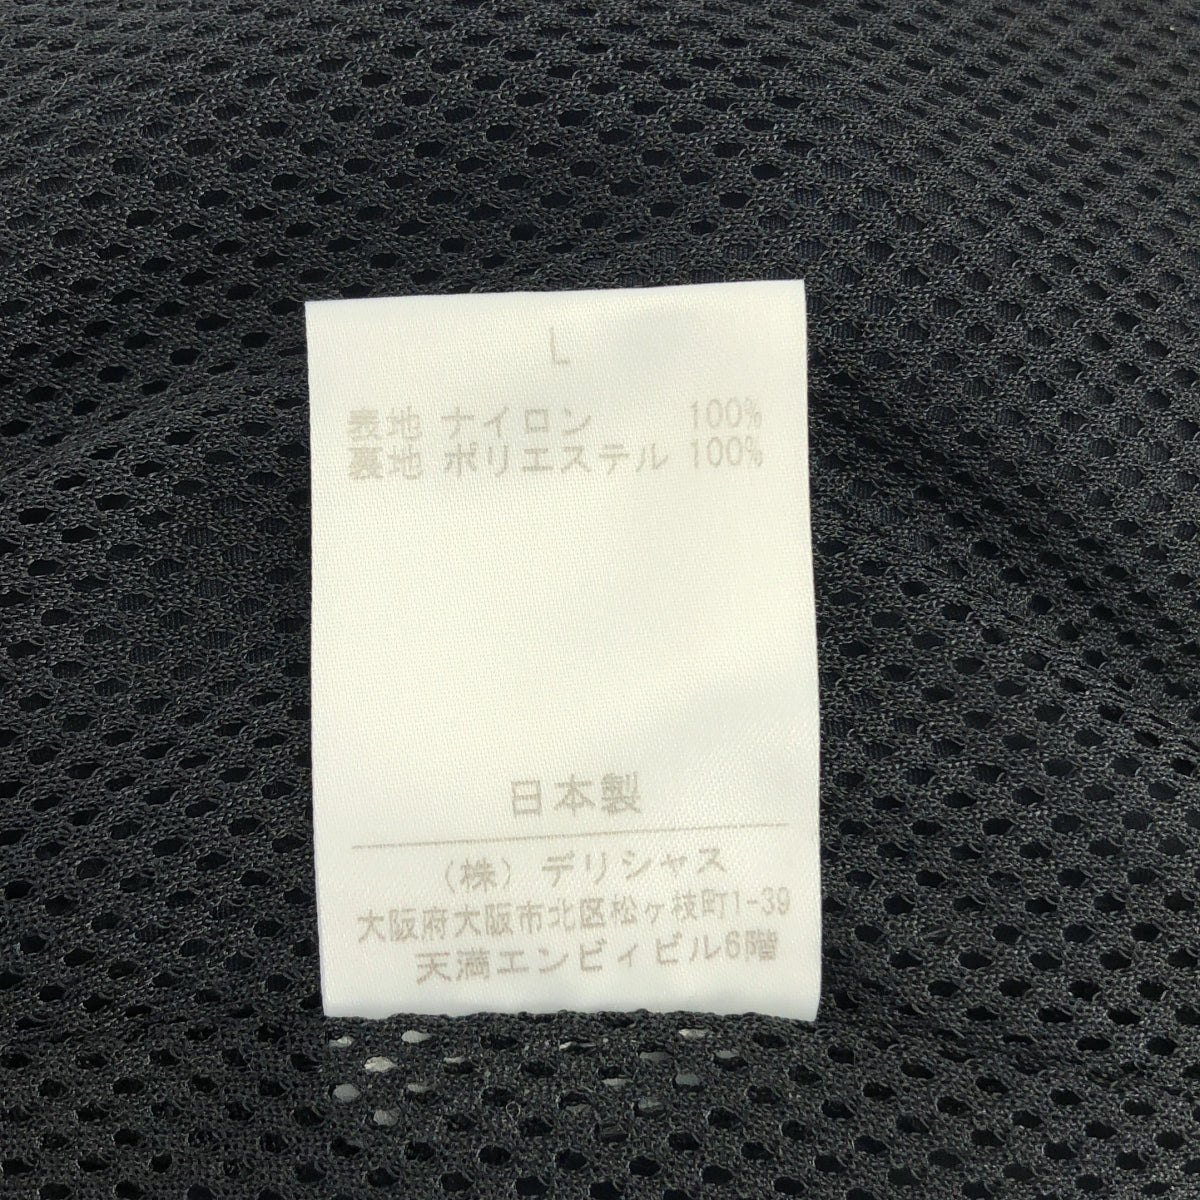 L
表地 ナイロン 100%
裏地 ポリエステル 100%
日本製
(株) デリシャス
大阪府大阪市北区松ヶ枝町1-39
天満エンビィビル6階